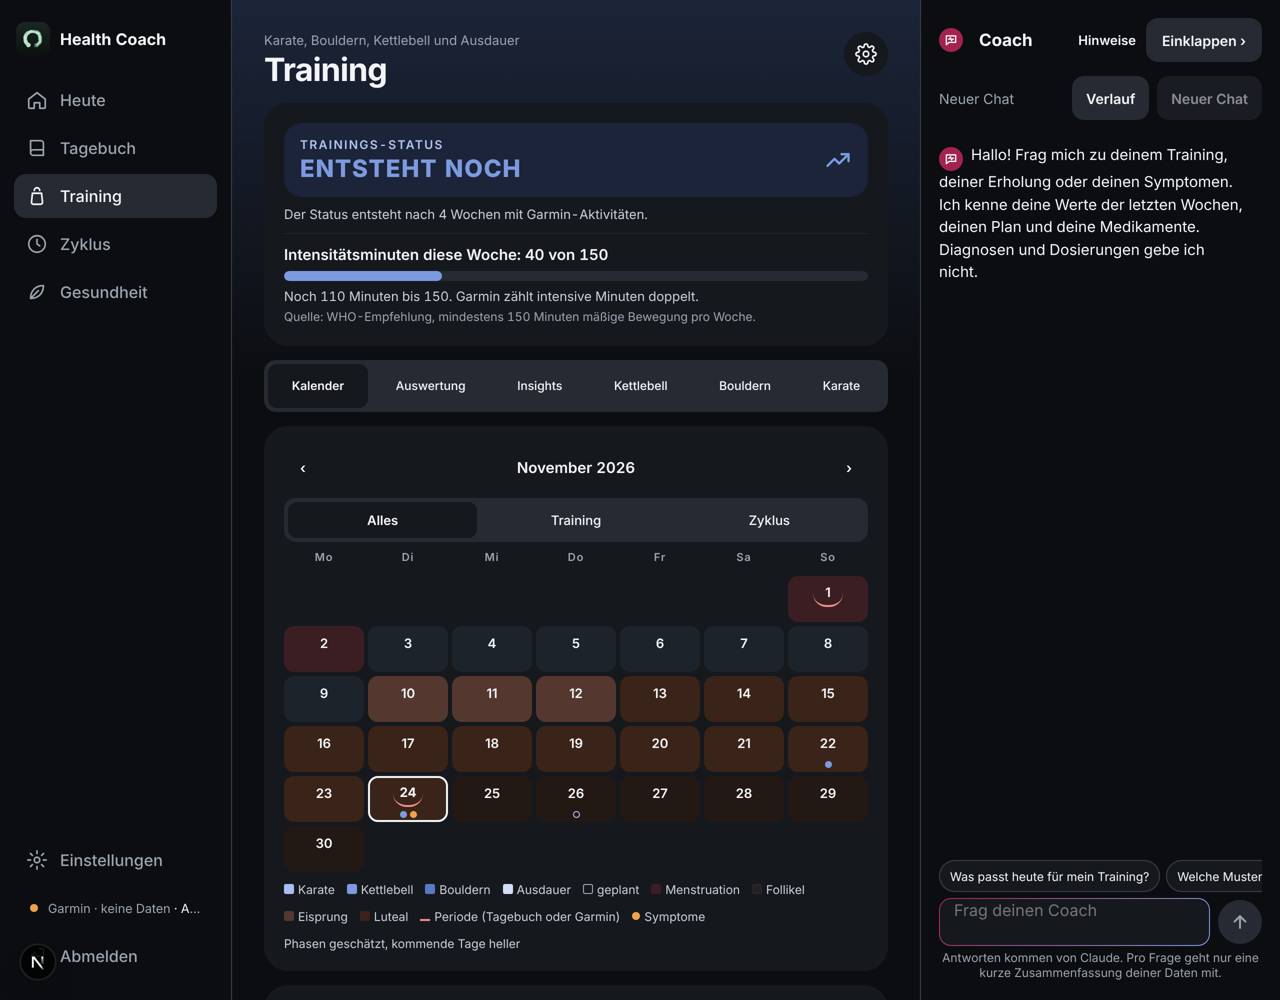 Health Coach
Heute
Tagebuch
Training
Zyklus
Gesundheit
Einstellungen
Garmin · keine Daten · A...
N
Abmelden
Karate, Bouldern, Kettlebell und Ausdauer
Training
TRAININGS-STATUS
ENTSTEHT NOCH
Der Status entsteht nach 4 Wochen mit Garmin-Aktivitäten.
Intensitätsminuten diese Woche: 40 von 150
Noch 110 Minuten bis 150. Garmin zählt intensive Minuten doppelt.
Quelle: WHO-Empfehlung, mindestens 150 Minuten mäßige Bewegung pro Woche.
Kalender Auswertung Insights Kettlebell Bouldern Karate
‹ November 2026 ›
Alles Training Zyklus
Mo Di Mi Do Fr Sa So
1
2 3 4 5 6 7 8
9 10 11 12 13 14 15
16 17 18 19 20 21 22
23 24 25 26 27 28 29
30
Karate Kettlebell Bouldern Ausdauer geplant Menstruation Follikel
Eisprung Luteal Periode (Tagebuch oder Garmin) Symptome
Phasen geschätzt, kommende Tage heller
Coach Hinweise Einklappen ›
Neuer Chat Verlauf Neuer Chat
Hallo! Frag mich zu deinem Training,
deiner Erholung oder deinen Symptomen.
Ich kenne deine Werte der letzten Wochen,
deinen Plan und deine Medikamente.
Diagnosen und Dosierungen gebe ich
nicht.
Was passt heute für mein Training? Welche Muster
Frag deinen Coach
Antworten kommen von Claude. Pro Frage geht nur eine
kurze Zusammenfassung deiner Daten mit.